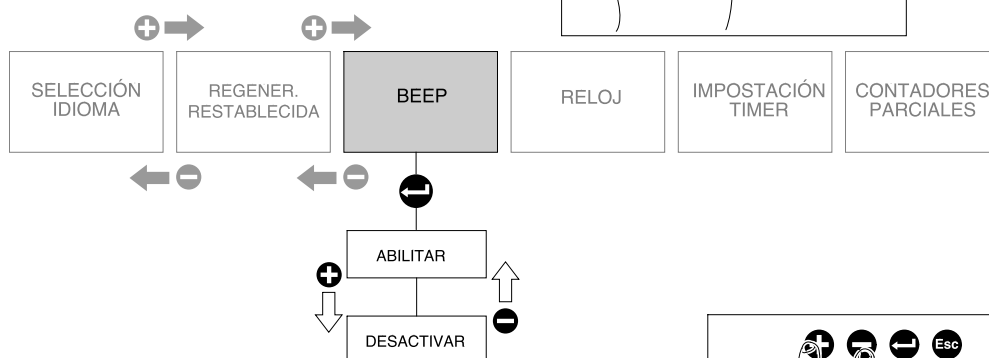 SELECCIÓN
IDIOMA
REGENER.
RESTABLECIDA
BEEP
RELOJ
IMPOSTACIÓN
TIMER
CONTADORES
PARCIALES
ABILITAR
DESACTIVAR
Esc